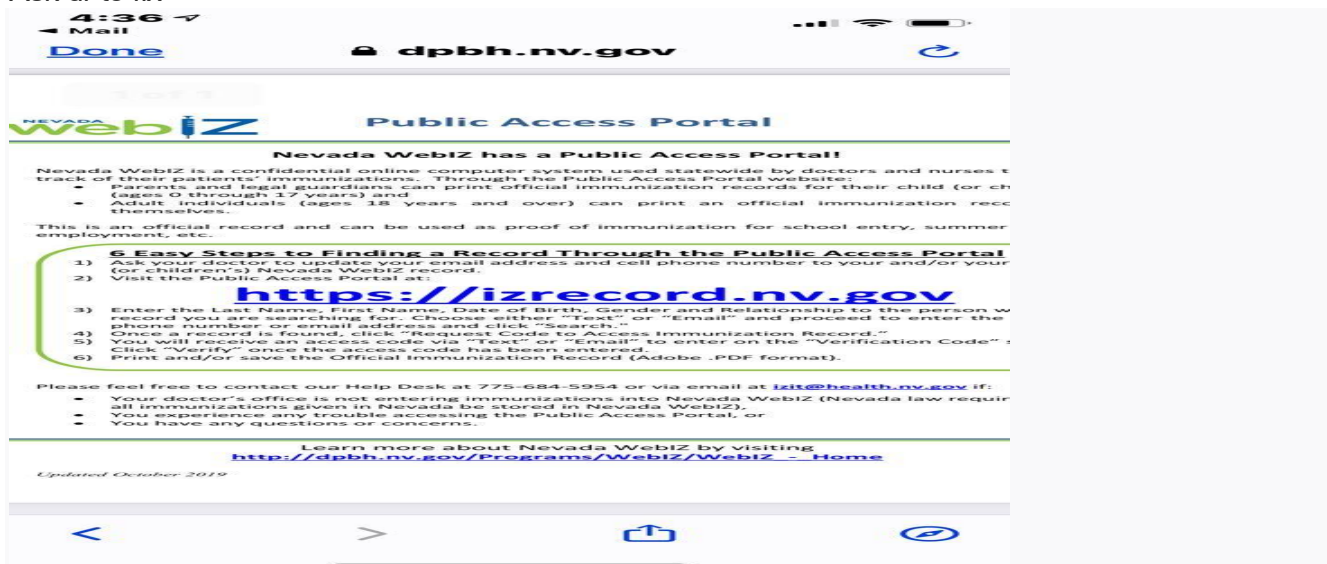 4:36
Mail
Done dpbh.nv.gov
1 of 1
NEVADA
WebIZ Public Access Portal
Nevada WebIZ has a Public Access Portal!
Nevada WebIZ is a confidential online computer system used statewide by doctors and nurses t
track of their patients' immunizations. Through the Public Access Portal website:
• Parents and legal guardians can print official immunization records for their child (or ch
(ages 0 through 17 years) and
• Adult individuals (ages 18 years and over) can print an official immunization reco
themselves.
This is an official record and can be used as proof of immunization for school entry, summer
employment, etc.
6 Easy Steps to Finding a Record Through the Public Access Portal
1) Ask your doctor to update your email address and cell phone number to your and/or your
(or children's) Nevada WebIZ record.
2) Visit the Public Access Portal at:
https://izrecord.nv.gov
3) Enter the Last Name, First Name, Date of Birth, Gender and Relationship to the person w
record you are searching for. Choose either "Text" or "Email" and proceed to enter the
phone number or email address and click "Search."
4) Once a record is found, click "Request Code to Access Immunization Record."
5) You will receive an access code via "Text" or "Email" to enter on the "Verification Code" s
Click "Verify" once the access code has been entered.
6) Print and/or save the Official Immunization Record (Adobe .PDF format).
Please feel free to contact our Help Desk at 775-684-5954 or via email at izit@health.nv.gov if:
• Your doctor's office is not entering immunizations into Nevada WebIZ (Nevada law requir
all immunizations given in Nevada be stored in Nevada WebIZ),
• You experience any trouble accessing the Public Access Portal, or
• You have any questions or concerns.
Learn more about Nevada WebIZ by visiting
http://dpbh.nv.gov/Programs/WebIZ/WebIZ_-_Home
Updated October 2019